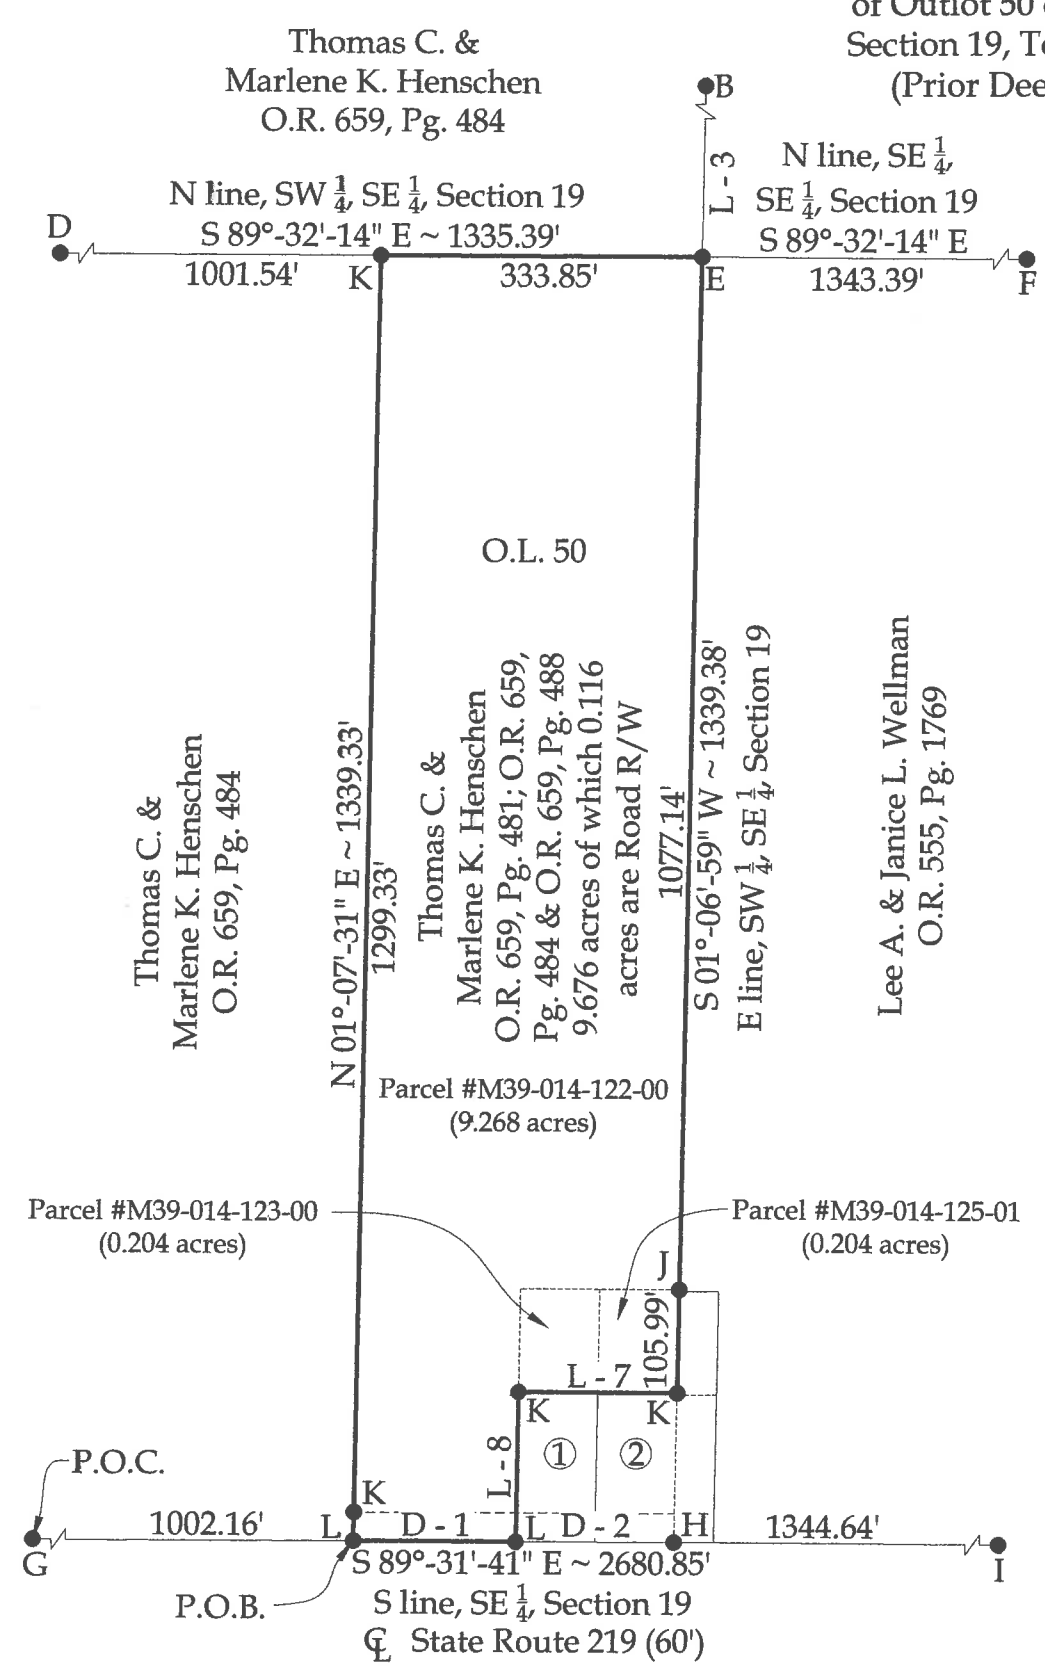 of Outlot 50
Section 19,
(Prior
Thomas C. &
Marlene K. Henschen
O.R. 659, Pg. 484
B
L - 3
N line, SE 1/4,
SE 1/4, Section 19
S 89°-32'-14" E
N line, SW 1/4, SE 1/4, Section 19
S 89°-32'-14" E ~ 1335.39'
D
1001.54'
K
333.85'
E
1343.39'
F
O.L. 50
Thomas C. &
Marlene K. Henschen
O.R. 659, Pg. 484
N 01°-07'-31" E ~ 1339.33'
1299.33'
Thomas C. &
Marlene K. Henschen
O.R. 659, Pg. 481; O.R. 659,
Pg. 484 & O.R. 659, Pg. 488
9.676 acres of which 0.116
acres are Road R/W
1077.14'
S 01°-06'-59" W ~ 1339.38'
E line, SW 1/4, SE 1/4, Section 19
Lee A. & Janice L. Wellman
O.R. 555, Pg. 1769
Parcel #M39-014-122-00
(9.268 acres)
Parcel #M39-014-123-00
(0.204 acres)
Parcel #M39-014-125-01
(0.204 acres)
J
105.99'
L - 7
K
K
L - 8
①
②
P.O.C.
K
1002.16'
L
D - 1
L
D - 2
H
1344.64'
G
I
S 89°-31'-41" E ~ 2680.85'
P.O.B.
S line, SE 1/4, Section 19
℄ State Route 219 (60')